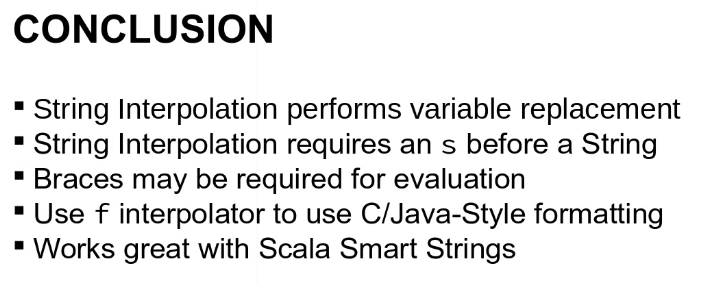 CONCLUSION
▪ String Interpolation performs variable replacement
▪ String Interpolation requires an s before a String
▪ Braces may be required for evaluation
▪ Use f interpolator to use C/Java-Style formatting
▪ Works great with Scala Smart Strings